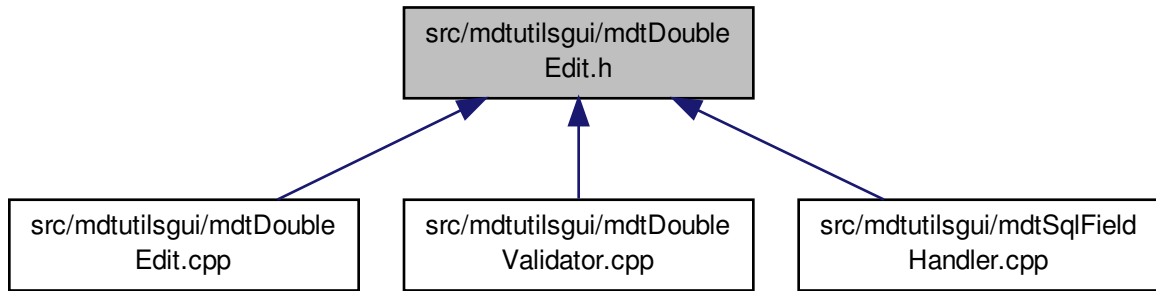 src/mdtutilsgui/mdtDouble
Edit.h
src/mdtutilsgui/mdtDouble
Edit.cpp
src/mdtutilsgui/mdtDouble
Validator.cpp
src/mdtutilsgui/mdtSqlField
Handler.cpp